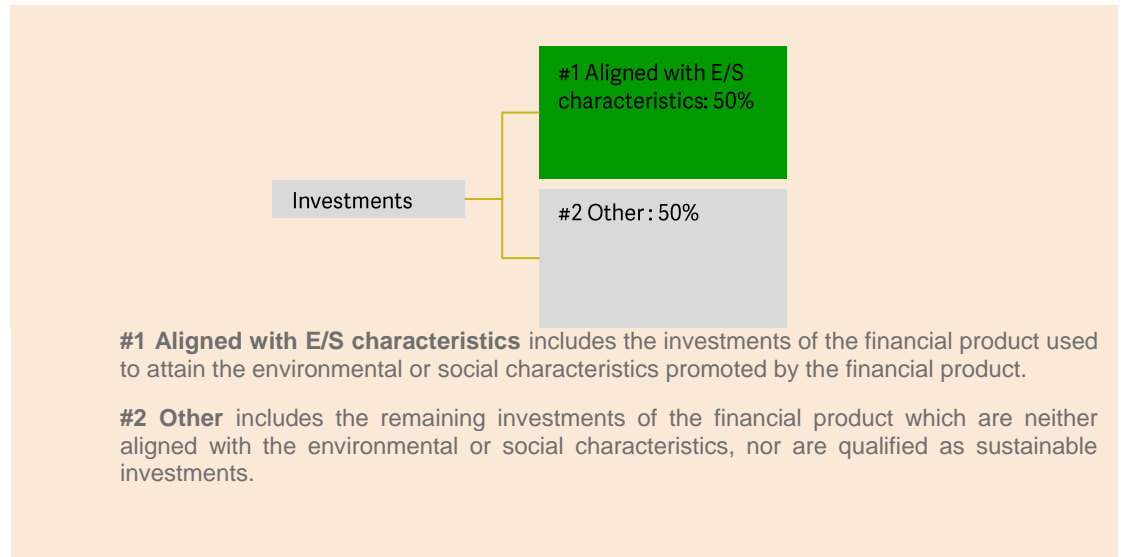 #1 Aligned with E/S
characteristics: 50%
Investments
#2 Other : 50%
#1 Aligned with E/S characteristics includes the investments of the financial product used
to attain the environmental or social characteristics promoted by the financial product.
#2 Other includes the remaining investments of the financial product which are neither
aligned with the environmental or social characteristics, nor are qualified as sustainable
investments.